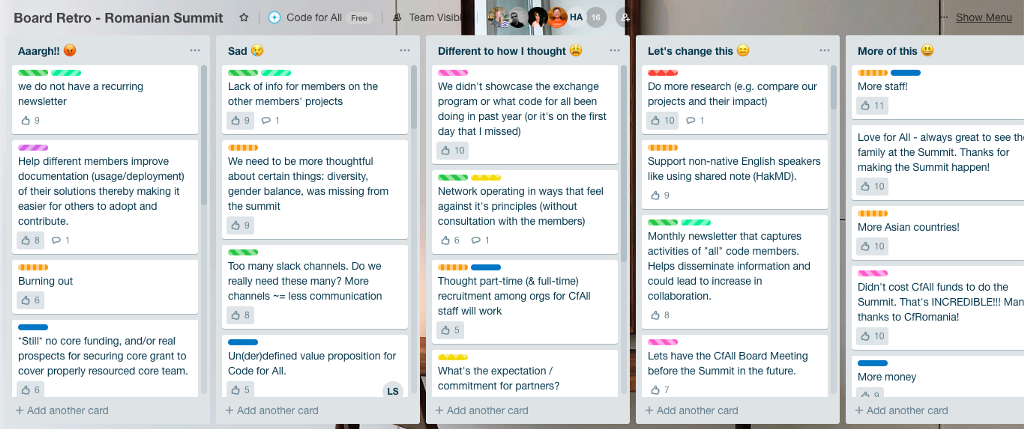 Board Retro - Romanian Summit
Code for All Free
Team Visib
HA 16
Show Menu
Aaargh!! 😡
we do not have a recurring
newsletter
9
Help different members improve
documentation (usage/deployment)
of their solutions thereby making it
easier for others to adopt and
contribute.
8 1
Burning out
6
*Still* no core funding, and/or real
prospects for securing core grant to
cover properly resourced core team.
6
+ Add another card
Sad 😢
Lack of info for members on the
other members' projects
9 1
We need to be more thoughtful
about certain things: diversity,
gender balance, was missing from
the summit
9
Too many slack channels. Do we
really need these many? More
channels ~= less communication
8
Un(der)defined value proposition for
Code for All.
5
LS
+ Add another card
Different to how I thought 😩
We didn't showcase the exchange
program or what code for all been
doing in past year (or it's on the first
day that I missed)
10
Network operating in ways that feel
against it's principles (without
consultation with the members)
6 1
Thought part-time (& full-time)
recruitment among orgs for CfAll
staff will work
5
What's the expectation /
commitment for partners?
+ Add another card
Let's change this 😑
Do more research (e.g. compare our
projects and their impact)
10 1
Support non-native English speakers
like using shared note (HakMD).
9
Monthly newsletter that captures
activities of "all" code members.
Helps disseminate information and
could lead to increase in
collaboration.
8
Lets have the CfAll Board Meeting
before the Summit in the future.
7
+ Add another card
More of this 😃
More staff!
11
Love for All - always great to see the
family at the Summit. Thanks for
making the Summit happen!
10
More Asian countries!
10
Didn't cost CfAll funds to do the
Summit. That's INCREDIBLE!!! Man
thanks to CfRomania!
10
More money
9
+ Add another card